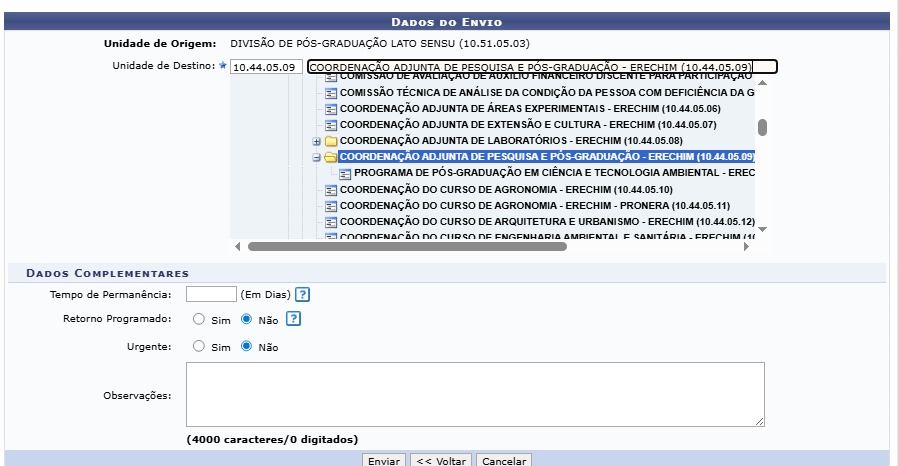 DADOS DO ENVIO
Unidade de Origem: DIVISÃO DE PÓS-GRADUAÇÃO LATO SENSU (10.51.05.03)
Unidade de Destino: ★ 10.44.05.09 COORDENAÇÃO ADJUNTA DE PESQUISA E PÓS-GRADUAÇÃO - ERECHIM (10.44.05.09)
COMISSÃO DE AVALIAÇÃO DE AUXÍLIO FINANCEIRO DISCENTE PARA PARTICIPAÇÃO
COMISSÃO TÉCNICA DE ANÁLISE DA CONDIÇÃO DA PESSOA COM DEFICIÊNCIA DA G
COORDENAÇÃO ADJUNTA DE ÁREAS EXPERIMENTAIS - ERECHIM (10.44.05.06)
COORDENAÇÃO ADJUNTA DE EXTENSÃO E CULTURA - ERECHIM (10.44.05.07)
COORDENAÇÃO ADJUNTA DE LABORATÓRIOS - ERECHIM (10.44.05.08)
COORDENAÇÃO ADJUNTA DE PESQUISA E PÓS-GRADUAÇÃO - ERECHIM (10.44.05.09)
PROGRAMA DE PÓS-GRADUAÇÃO EM CIÊNCIA E TECNOLOGIA AMBIENTAL - EREC
COORDENAÇÃO DO CURSO DE AGRONOMIA - ERECHIM (10.44.05.10)
COORDENAÇÃO DO CURSO DE AGRONOMIA - ERECHIM - PRONERA (10.44.05.11)
COORDENAÇÃO DO CURSO DE ARQUITETURA E URBANISMO - ERECHIM (10.44.05.12)
COORDENAÇÃO DO CURSO DE ENGENHARIA AMBIENTAL E SANITÁRIA - ERECHIM (10
DADOS COMPLEMENTARES
Tempo de Permanência: (Em Dias) ?
Retorno Programado: Sim Não ?
Urgente: Sim Não
Observações:
(4000 caracteres/0 digitados)
Enviar << Voltar Cancelar